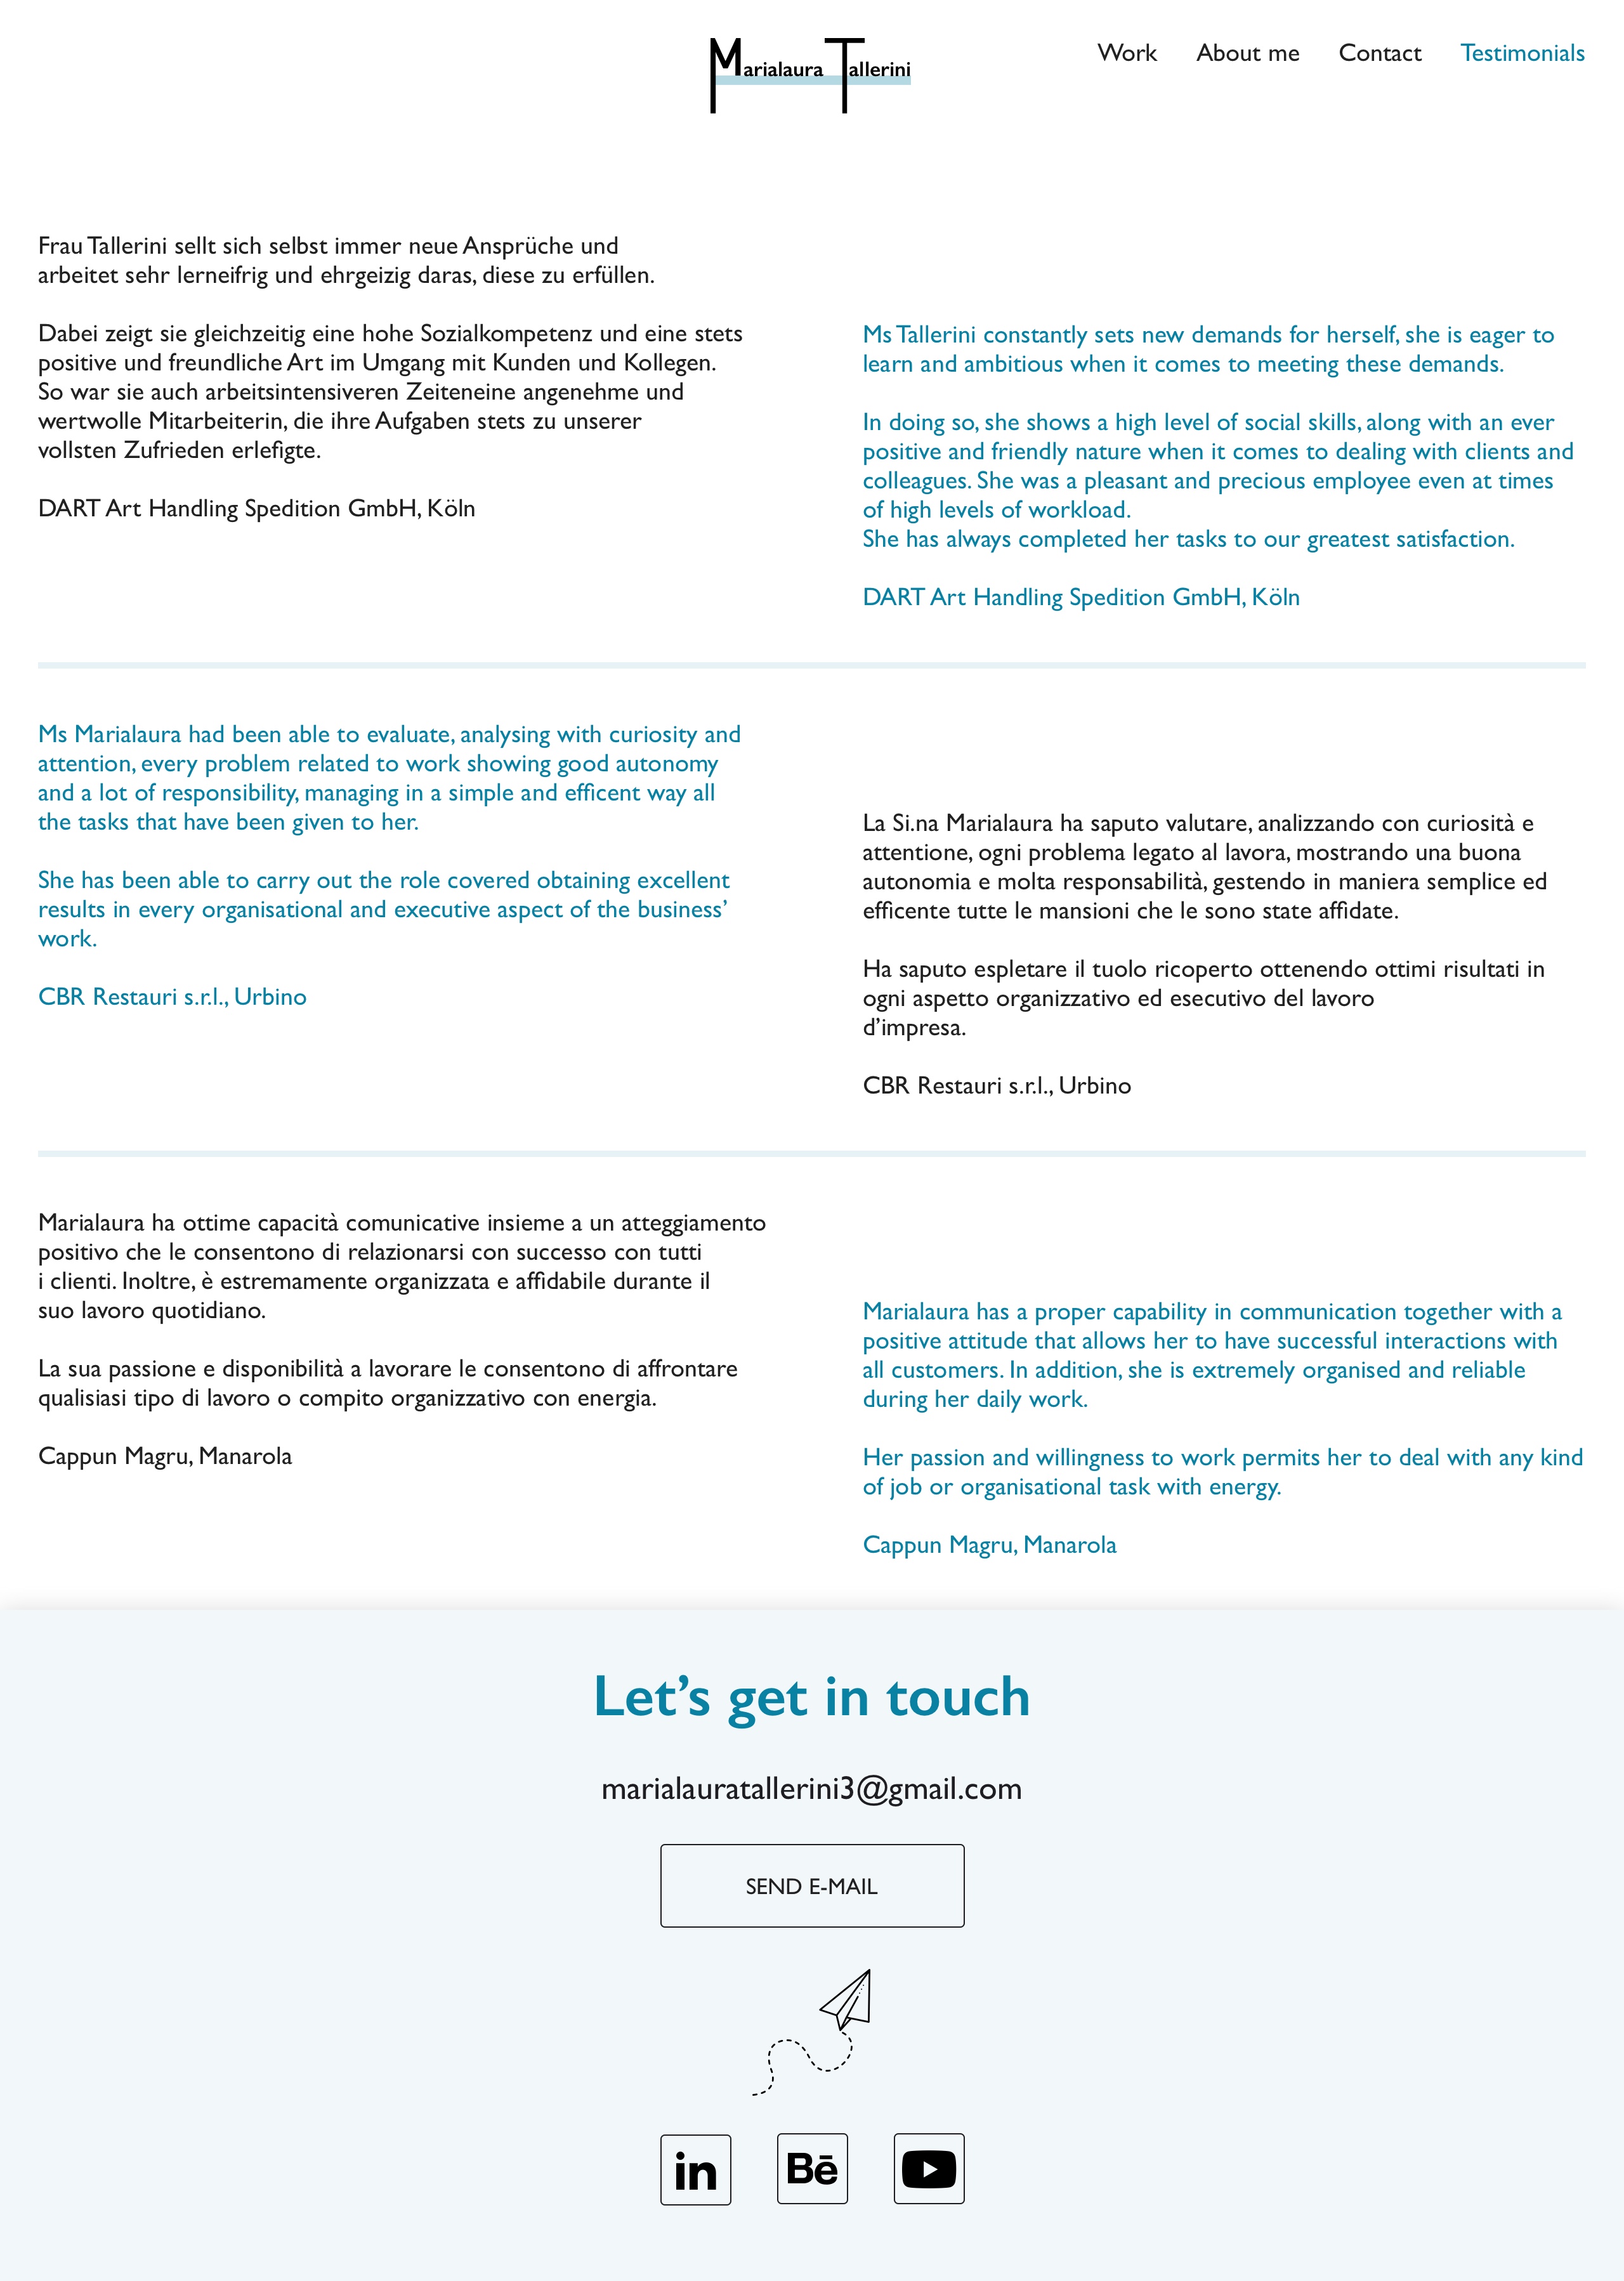 Marialaura Tallerini
Work About me Contact Testimonials
Frau Tallerini sellt sich selbst immer neue Ansprüche und
arbeitet sehr lerneifrig und ehrgeizig daras, diese zu erfüllen.
Dabei zeigt sie gleichzeitig eine hohe Sozialkompetenz und eine stets
positive und freundliche Art im Umgang mit Kunden und Kollegen.
So war sie auch arbeitsintensiveren Zeiteneine angenehme und
wertwolle Mitarbeiterin, die ihre Aufgaben stets zu unserer
vollsten Zufrieden erlefigte.
DART Art Handling Spedition GmbH, Köln
Ms Tallerini constantly sets new demands for herself, she is eager to
learn and ambitious when it comes to meeting these demands.
In doing so, she shows a high level of social skills, along with an ever
positive and friendly nature when it comes to dealing with clients and
colleagues. She was a pleasant and precious employee even at times
of high levels of workload.
She has always completed her tasks to our greatest satisfaction.
DART Art Handling Spedition GmbH, Köln
Ms Marialaura had been able to evaluate, analysing with curiosity and
attention, every problem related to work showing good autonomy
and a lot of responsibility, managing in a simple and efficent way all
the tasks that have been given to her.
She has been able to carry out the role covered obtaining excellent
results in every organisational and executive aspect of the business’
work.
CBR Restauri s.r.l., Urbino
La Si.na Marialaura ha saputo valutare, analizzando con curiosità e
attentione, ogni problema legato al lavora, mostrando una buona
autonomia e molta responsabilità, gestendo in maniera semplice ed
efficente tutte le mansioni che le sono state affidate.
Ha saputo espletare il tuolo ricoperto ottenendo ottimi risultati in
ogni aspetto organizzativo ed esecutivo del lavoro
d’impresa.
CBR Restauri s.r.l., Urbino
Marialaura ha ottime capacità comunicative insieme a un atteggiamento
positivo che le consentono di relazionarsi con successo con tutti
i clienti. Inoltre, è estremamente organizzata e affidabile durante il
suo lavoro quotidiano.
La sua passione e disponibilità a lavorare le consentono di affrontare
qualisiasi tipo di lavoro o compito organizzativo con energia.
Cappun Magru, Manarola
Marialaura has a proper capability in communication together with a
positive attitude that allows her to have successful interactions with
all customers. In addition, she is extremely organised and reliable
during her daily work.
Her passion and willingness to work permits her to deal with any kind
of job or organisational task with energy.
Cappun Magru, Manarola
Let’s get in touch
marialauratallerini3@gmail.com
SEND E-MAIL
in Bē